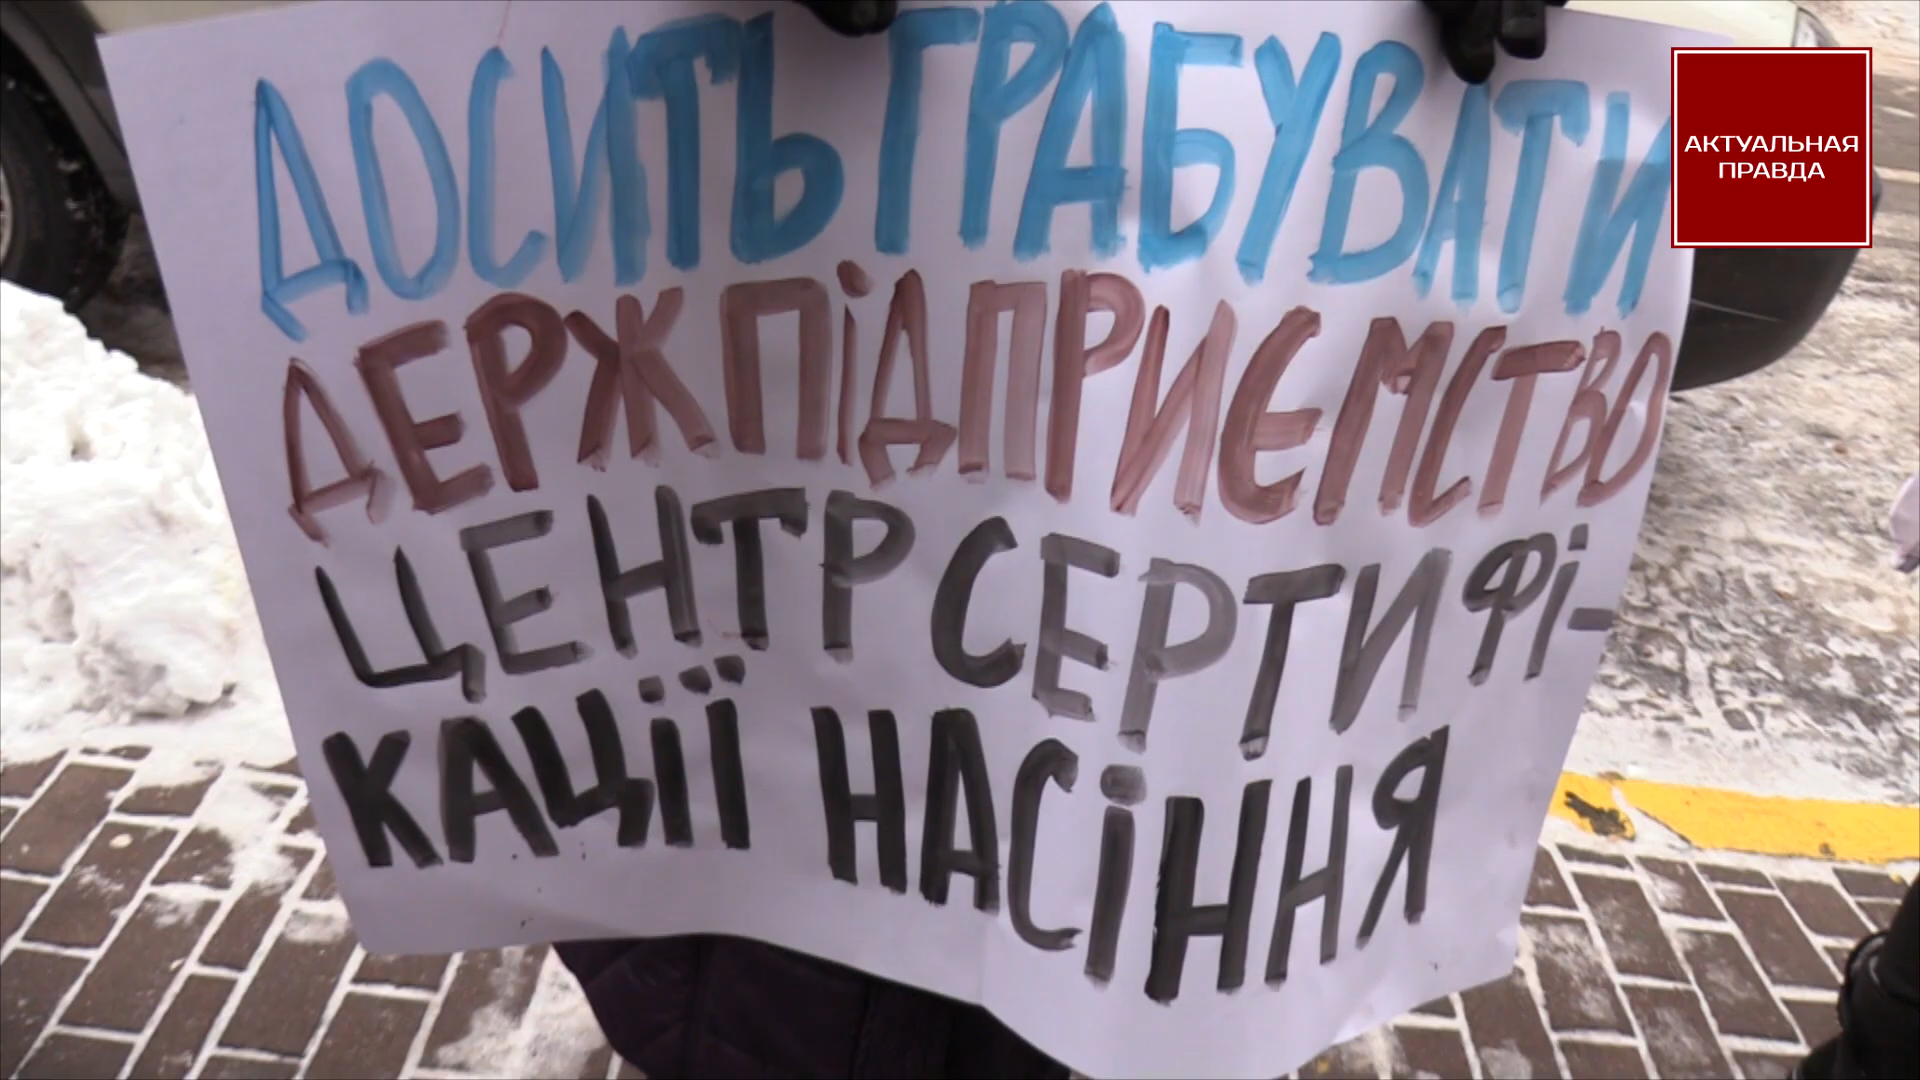 ДОСИТЬ ГРАБУВАТИ
ДЕРЖПІДПРИЄМСТВО
ЦЕНТР СЕРТИФІ-
КАЦІЇ НАСІННЯ
АКТУАЛЬНАЯ
ПРАВДА